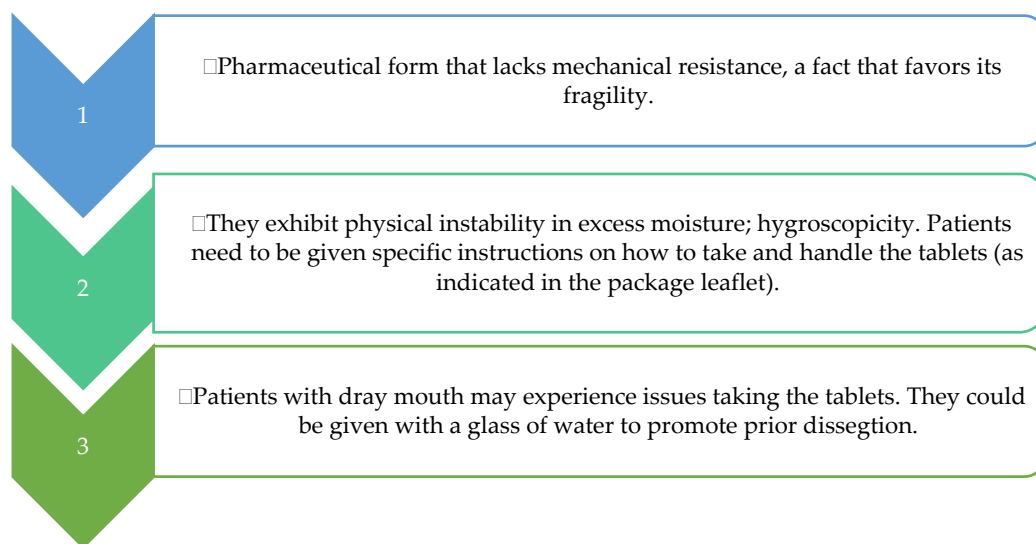 1
□Pharmaceutical form that lacks mechanical resistance, a fact that favors its
fragility.
2
□They exhibit physical instability in excess moisture; hygroscopicity. Patients
need to be given specific instructions on how to take and handle the tablets (as
indicated in the package leaflet).
3
□Patients with dray mouth may experience issues taking the tablets. They could
be given with a glass of water to promote prior dissegtion.